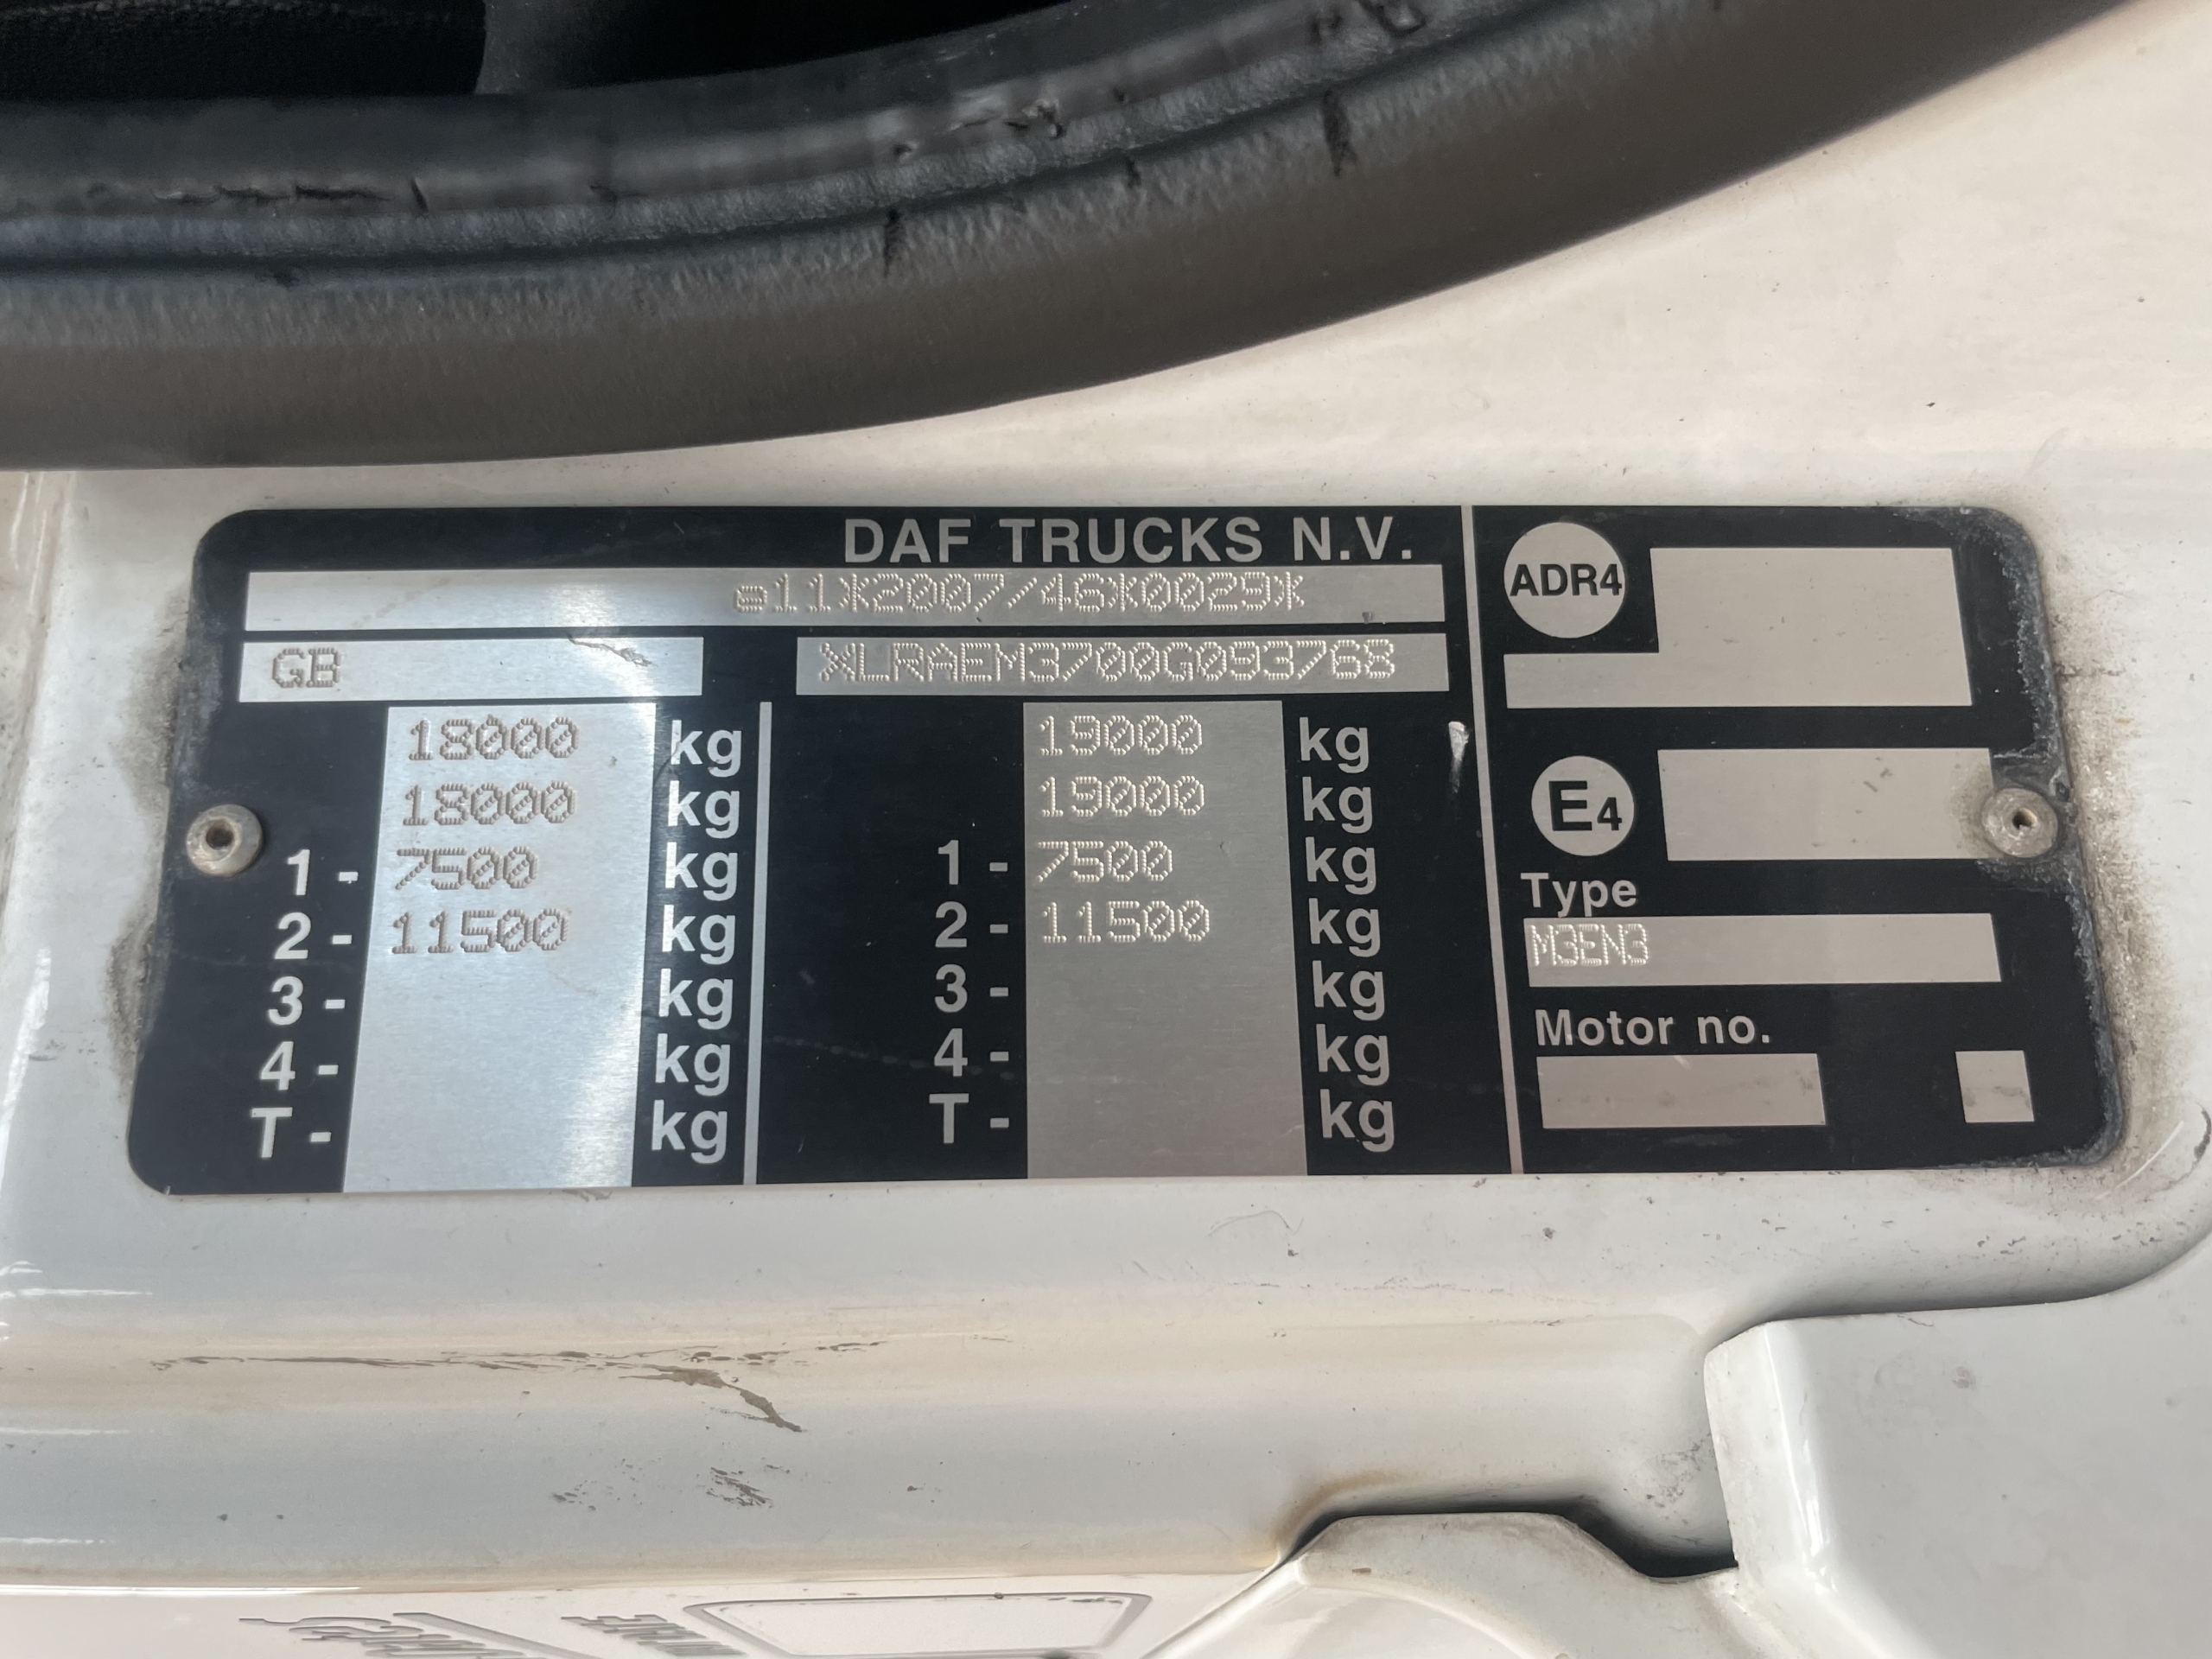 DAF TRUCKS N.V.
e11*2007/46*0029*
GB XLRAEM3700G093768
18000 kg 19000 kg
18000 kg 19000 kg
1 - 7500 kg 1 - 7500 kg
2 - 11500 kg 2 - 11500 kg
3 - kg 3 - kg
4 - kg 4 - kg
T - kg T - kg
ADR4
E4
Type
M3EN3
Motor no.